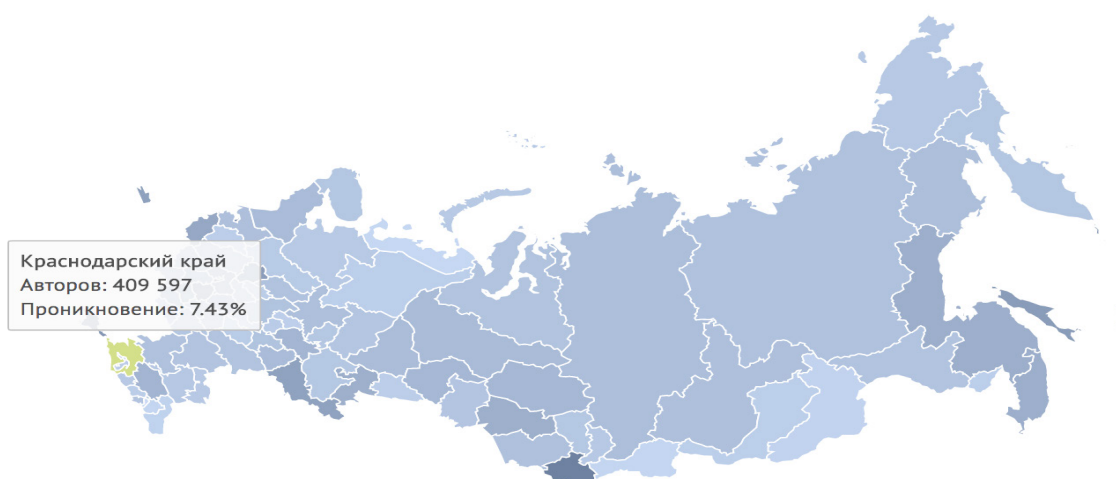 Краснодарский край
Авторов: 409 597
Проникновение: 7.43%